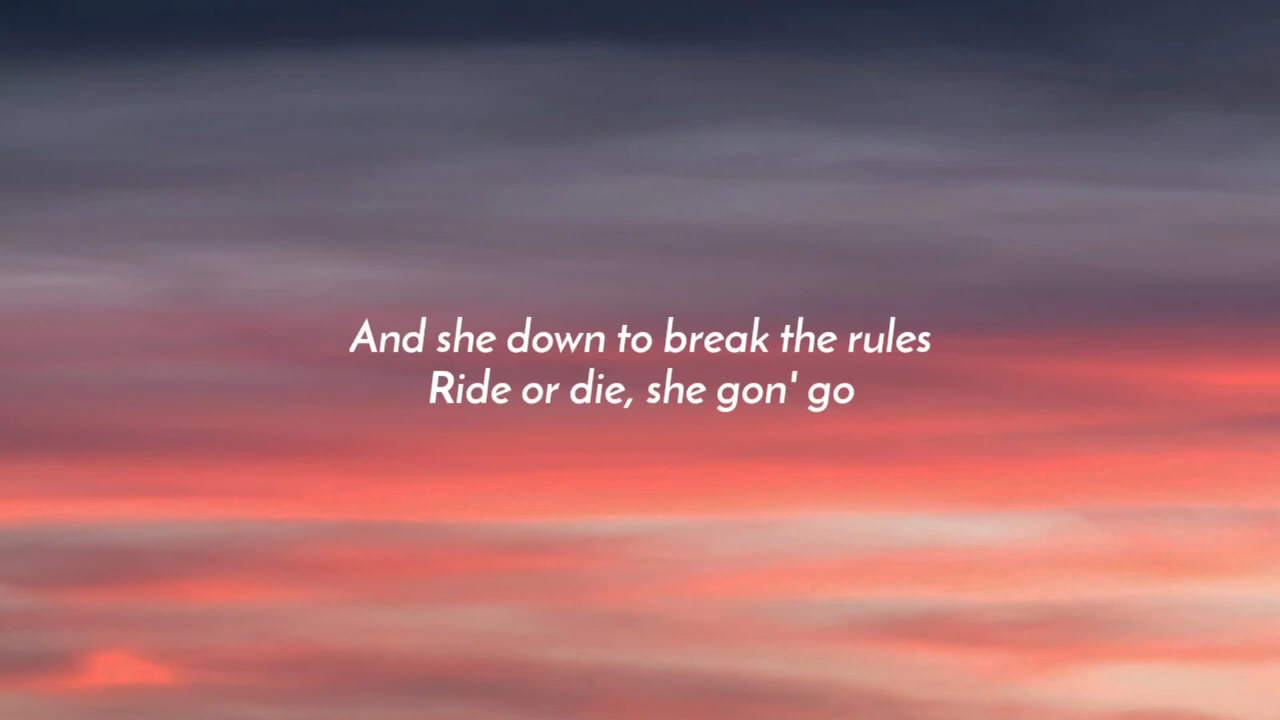 And she down to break the rules
Ride or die, she gon' go